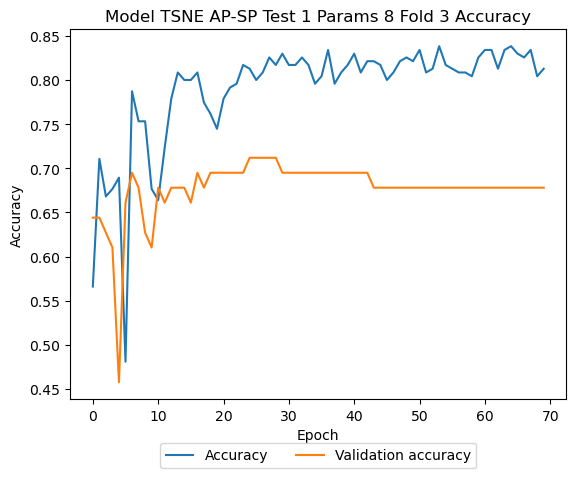 Model TSNE AP-SP Test 1 Params 8 Fold 3 Accuracy
0.85
0.80
0.75
0.70
0.65
0.60
0.55
0.50
0.45
Accuracy
0 10 20 30 40 50 60 70
Epoch
Accuracy Validation accuracy